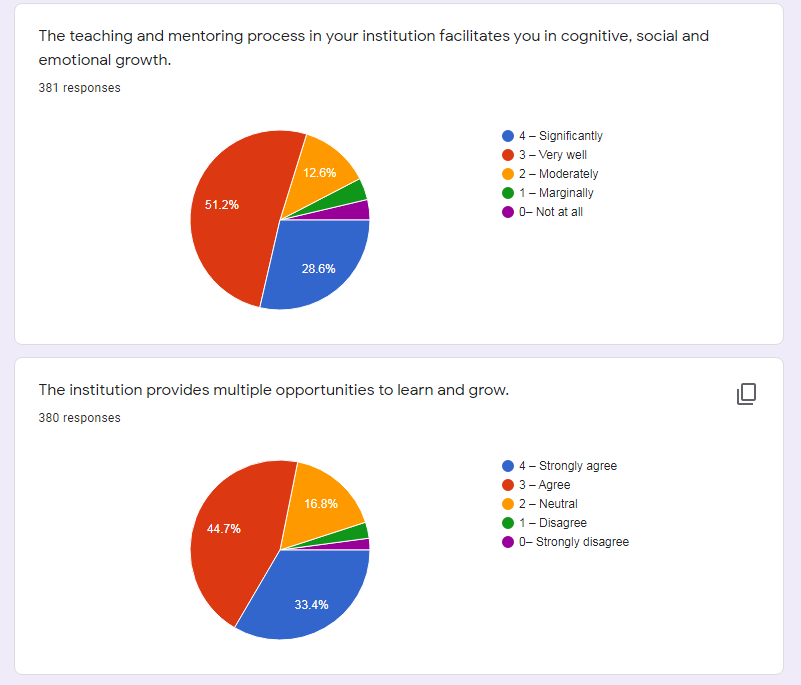 The teaching and mentoring process in your institution facilitates you in cognitive, social and
emotional growth.
381 responses
4 – Significantly
3 – Very well
2 – Moderately
1 – Marginally
0– Not at all
12.6%
51.2%
28.6%
The institution provides multiple opportunities to learn and grow.
380 responses
4 – Strongly agree
3 – Agree
2 – Neutral
1 – Disagree
0– Strongly disagree
16.8%
44.7%
33.4%